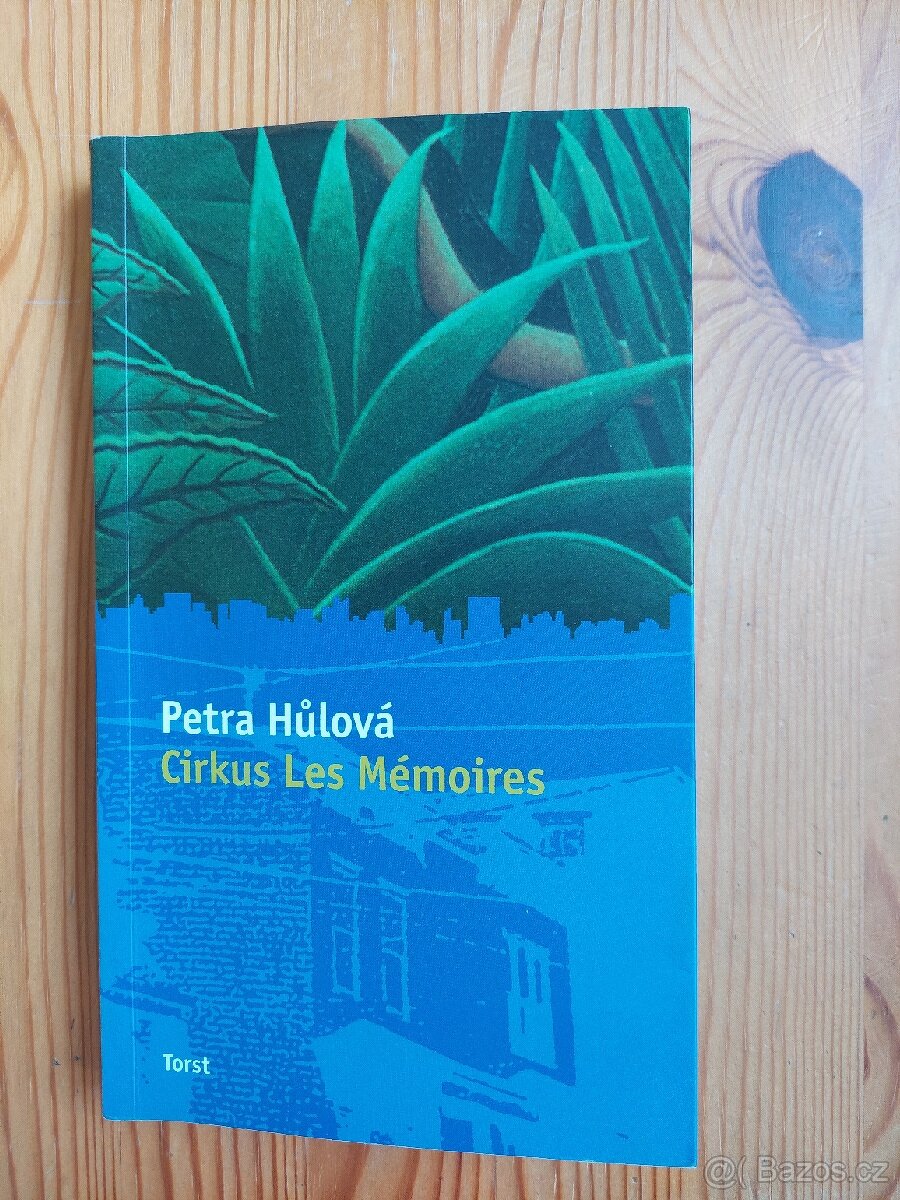 Petra Hůlová
Cirkus Les Mémoires
Torst
@( Bazos.cz